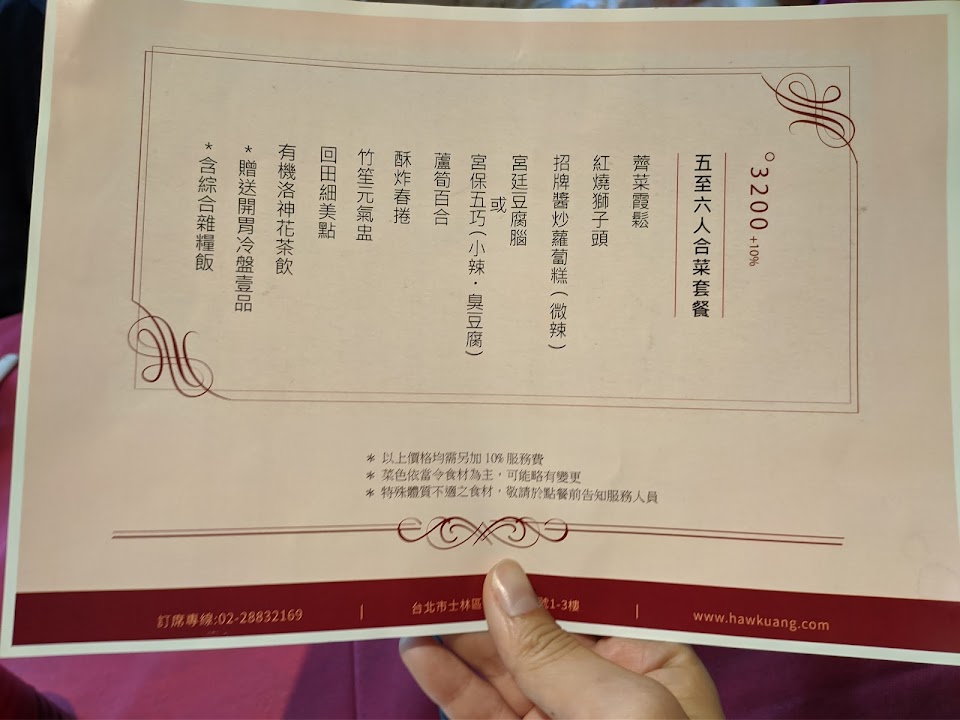 。3200+10%
五至六人合菜套餐
薺菜霞鬆
紅燒獅子頭
招牌醬炒蘿蔔糕(微辣)
宮廷豆腐腦
或
宮保五巧(小辣·臭豆腐)
蘆筍百合
酥炸春捲
竹笙元氣盅
回田細美點
有機洛神花茶飲
*贈送開胃冷盤壹品
*含綜合雜糧飯
* 以上價格均需另加10%服務費
* 菜色依當令食材為主，可能略有變更
* 特殊體質不適之食材，敬請於點餐前告知服務人員
訂席專線:02-28832169
台北市士林區 號1-3樓
www.hawkuang.com